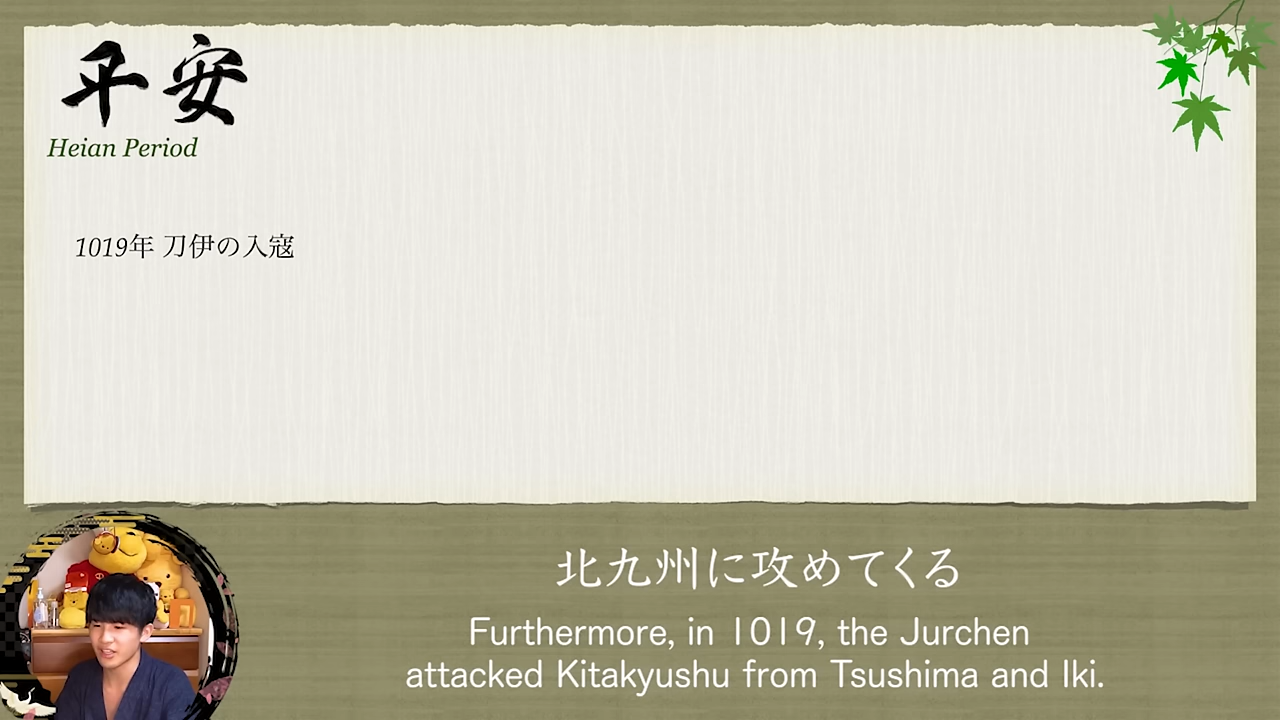 平安
Heian Period
1019年 刀伊の入寇
北九州に攻めてくる
Furthermore, in 1019, the Jurchen
attacked Kitakyushu from Tsushima and Iki.